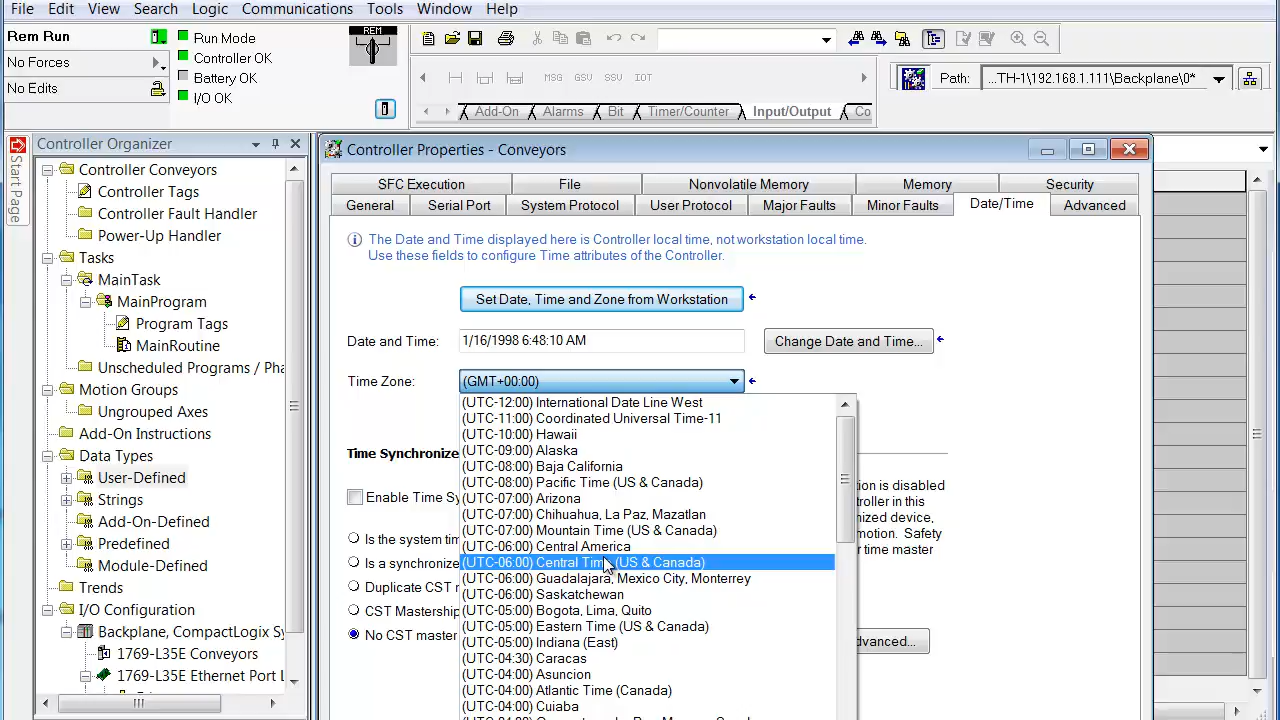 File Edit View Search Logic Communications Tools Window Help
Rem Run
No Forces
No Edits
Run Mode
Controller OK
Battery OK
I/O OK
REM
MSG GSV SSV IOT
Add-On Alarms Bit Timer/Counter Input/Output Co
Path: ...TH-1\192.168.1.111\Backplane\0*
Start Page
Controller Organizer
Controller Conveyors
Controller Tags
Controller Fault Handler
Power-Up Handler
Tasks
MainTask
MainProgram
Program Tags
MainRoutine
Unscheduled Programs / Pha
Motion Groups
Ungrouped Axes
Add-On Instructions
Data Types
User-Defined
Strings
Add-On-Defined
Predefined
Module-Defined
Trends
I/O Configuration
Backplane, CompactLogix Sy
1769-L35E Conveyors
1769-L35E Ethernet Port L
Controller Properties - Conveyors
SFC Execution File Nonvolatile Memory Memory Security
General Serial Port System Protocol User Protocol Major Faults Minor Faults Date/Time Advanced
The Date and Time displayed here is Controller local time, not workstation local time.
Use these fields to configure Time attributes of the Controller.
Set Date, Time and Zone from Workstation
Date and Time: 1/16/1998 6:48:10 AM Change Date and Time...
Time Zone: (GMT+00:00)
(UTC-12:00) International Date Line West
(UTC-11:00) Coordinated Universal Time-11
(UTC-10:00) Hawaii
(UTC-09:00) Alaska
(UTC-08:00) Baja California
(UTC-08:00) Pacific Time (US & Canada)
(UTC-07:00) Arizona
(UTC-07:00) Chihuahua, La Paz, Mazatlan
(UTC-07:00) Mountain Time (US & Canada)
(UTC-06:00) Central America
(UTC-06:00) Central Time (US & Canada)
(UTC-06:00) Guadalajara, Mexico City, Monterrey
(UTC-06:00) Saskatchewan
(UTC-05:00) Bogota, Lima, Quito
(UTC-05:00) Eastern Time (US & Canada)
(UTC-05:00) Indiana (East)
(UTC-04:30) Caracas
(UTC-04:00) Asuncion
(UTC-04:00) Atlantic Time (Canada)
(UTC-04:00) Cuiaba
Time Synchronize
Enable Time Sy
Is the system tim
Is a synchronize
Duplicate CST r
CST Mastership
No CST master
ion is disabled
ontroller in this
nized device,
motion. Safety
r time master
dvanced...